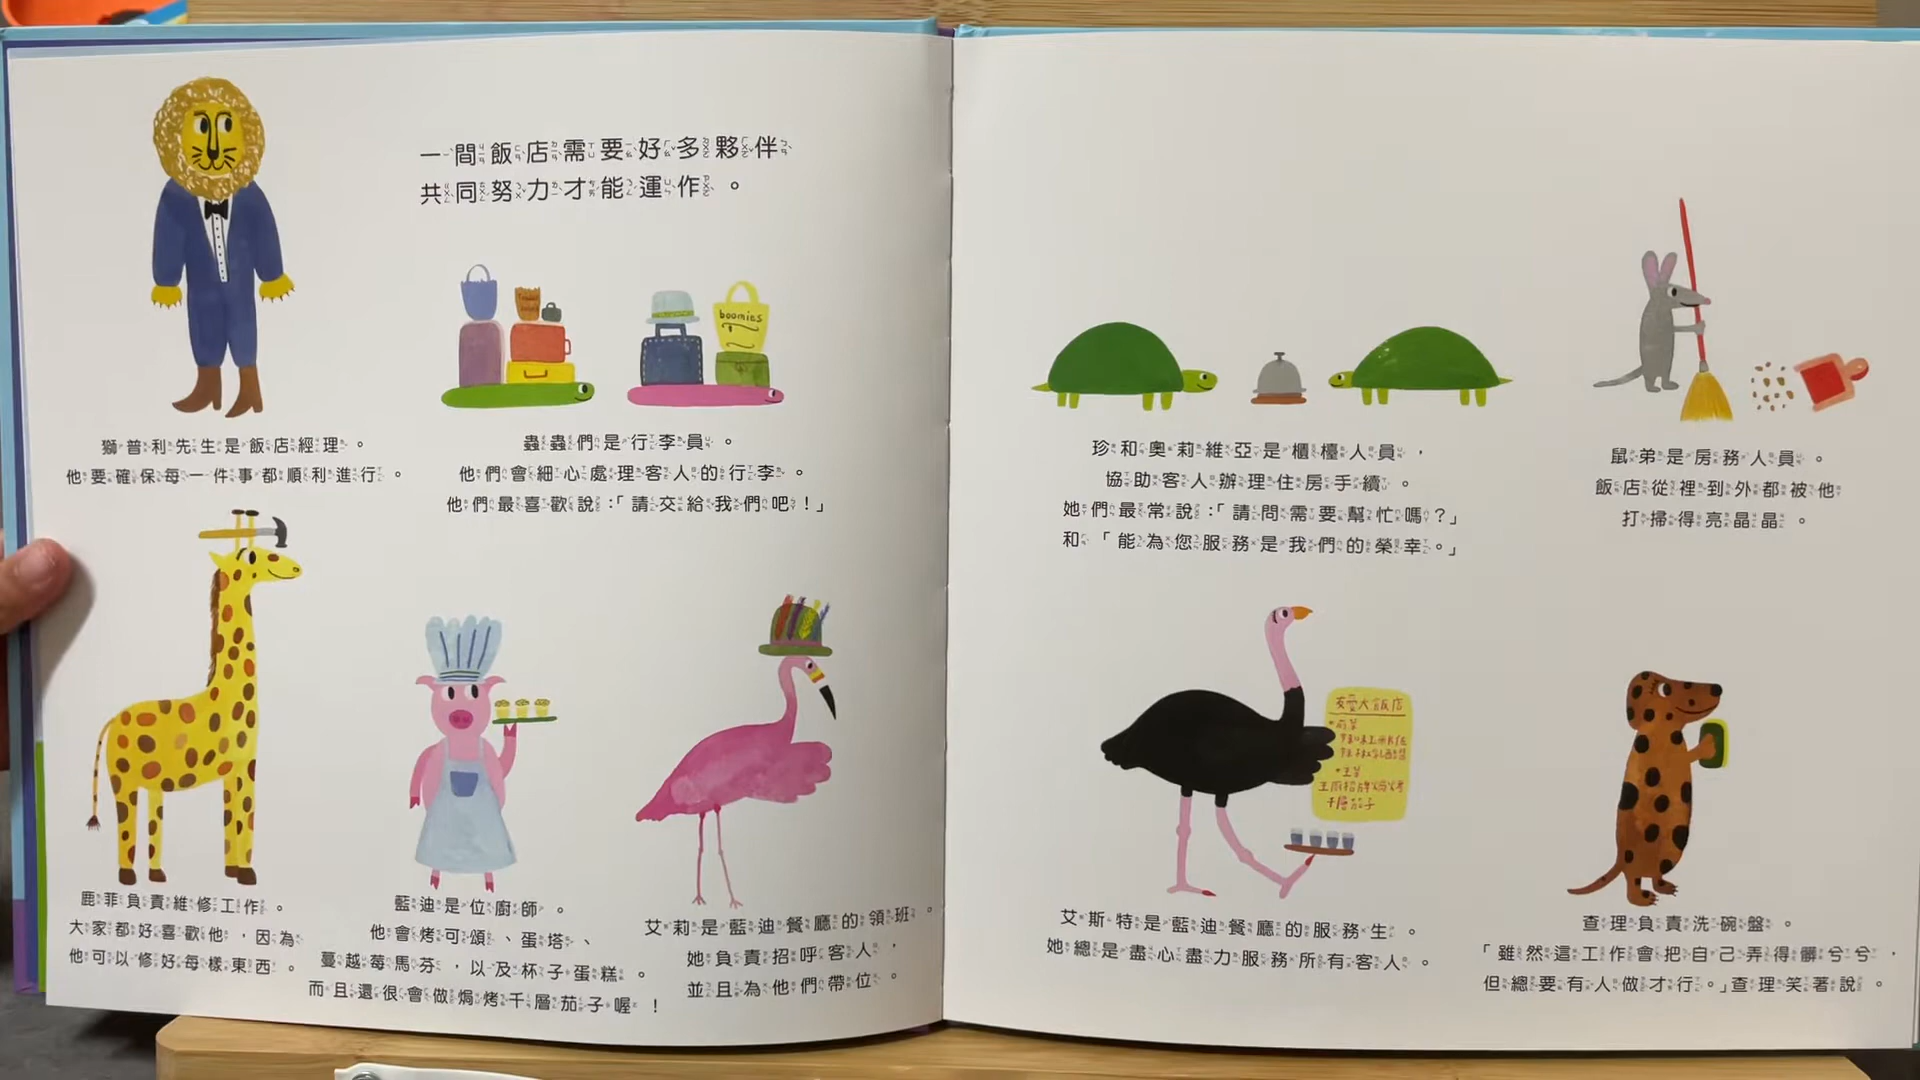 一間飯店需要好多夥伴
共同努力才能運作。
獅普利先生是飯店經理。
他要確保每一件事都順利進行。
boomies
蟲蟲們是行李員。
他們會細心處理客人的行李。
他們最喜歡說:「請交給我們吧!」
鹿菲負責維修工作。
大家都好喜歡他,因為
他可以修好每樣東西。
藍迪是位廚師。
他會烤可頌、蛋塔、
蔓越莓馬芬,以及杯子蛋糕。
而且還很會做焗烤千層茄子喔!
艾莉是藍迪餐廳的領班。
她負責招呼客人,
並且為他們帶位。
珍和奧莉維亞是櫃檯人員,
協助客人辦理住房手續。
她們最常說:「請問需要幫忙嗎?」
和「能為您服務是我們的榮幸。」
鼠弟是房務人員。
飯店從裡到外都被他
打掃得亮晶晶。
友愛大飯店
主廚招牌焗烤
千層茄子
艾斯特是藍迪餐廳的服務生。
她總是盡心盡力服務所有客人。
查理負責洗碗盤。
「雖然這工作會把自己弄得髒兮兮,
但總要有人做才行。」查理笑著說。